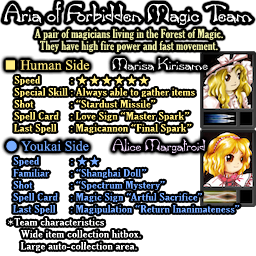 Aria of Forbidden Magic Team
A pair of magicians living in the Forest of Magic.
They have high fire power and fast movement.
Human Side Marisa Kirisame
Speed : ★★★★★★
Special Skill : Always able to gather items
Shot : "Stardust Missile"
Spell Card : Love Sign "Master Spark"
Last Spell : Magicannon "Final Spark"
Youkai Side Alice Margatroid
Speed : ★★
Familiar : "Shanghai Doll"
Shot : "Spectrum Mystery"
Spell Card : Magic Sign "Artful Sacrifice"
Last Spell : Magipulation "Return Inanimateness"
*Team characteristics
Wide item collection hitbox.
Large auto-collection area.